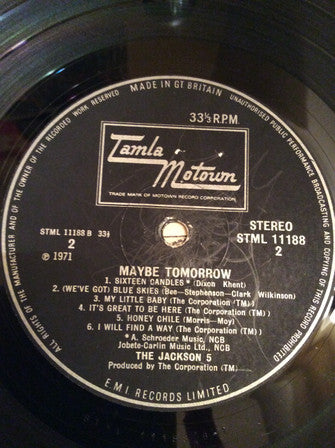 MADE IN GT BRITAIN
ALL RIGHTS OF THE MANUFACTURER AND OF THE OWNER OF THE RECORDED WORK RESERVED
UNAUTHORISED PUBLIC PERFORMANCE BROADCASTING AND COPYING OF THIS RECORD PROHIBITED
33⅓ R.P.M.
Tamla
Motown
TRADE MARK OF MOTOWN RECORD CORPORATION
STML 11188 B 33⅓
2
℗ 1971
STEREO
STML 11188
2
MAYBE TOMORROW
1. SIXTEEN CANDLES * (Dixon Khent)
2. (WE'VE GOT) BLUE SKIES (Bee—Stephenson—Clark Wilkinson)
3. MY LITTLE BABY (The Corporation (TM))
4. IT'S GREAT TO BE HERE (The Corporation (TM))
5. HONEY CHILE (Morris—Moy)
6. I WILL FIND A WAY (The Corporation (TM))
* A. Schroeder Music, NCB
Jobete-Carlin Music Ltd., NCB
THE JACKSON 5
Produced by The Corporation (TM)
E.M.I. RECORDS LIMITED